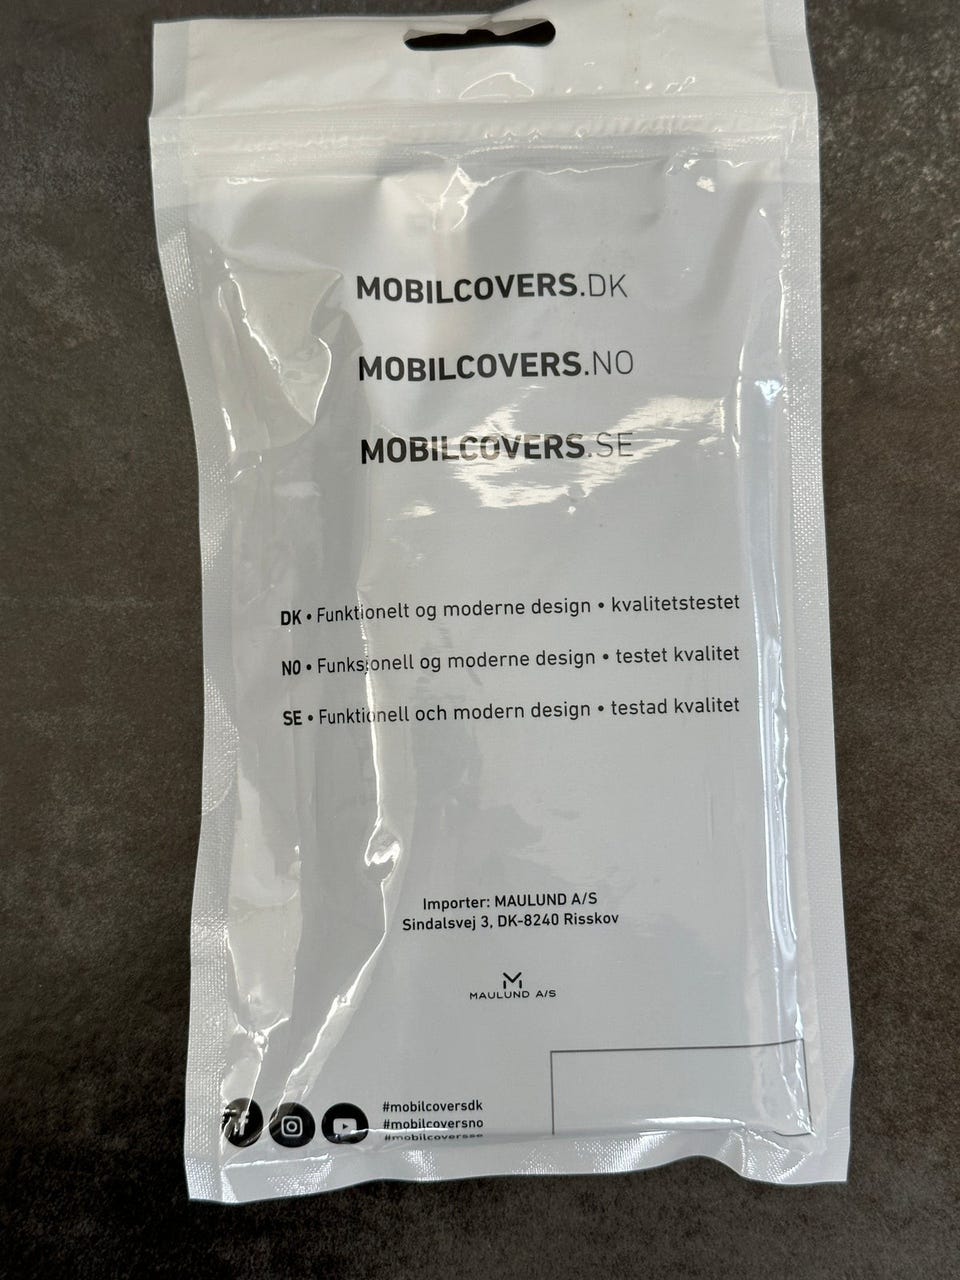 MOBILCOVERS.DK
MOBILCOVERS.NO
MOBILCOVERS.SE
DK • Funktionelt og moderne design • kvalitetstestet
NO • Funksjonell og moderne design • testet kvalitet
SE • Funktionell och modern design • testad kvalitet
Importer: MAULUND A/S
Sindalsvej 3, DK-8240 Risskov
MAULUND A/S
#mobilcoversdk
#mobilcoversno
#mobilcoversse